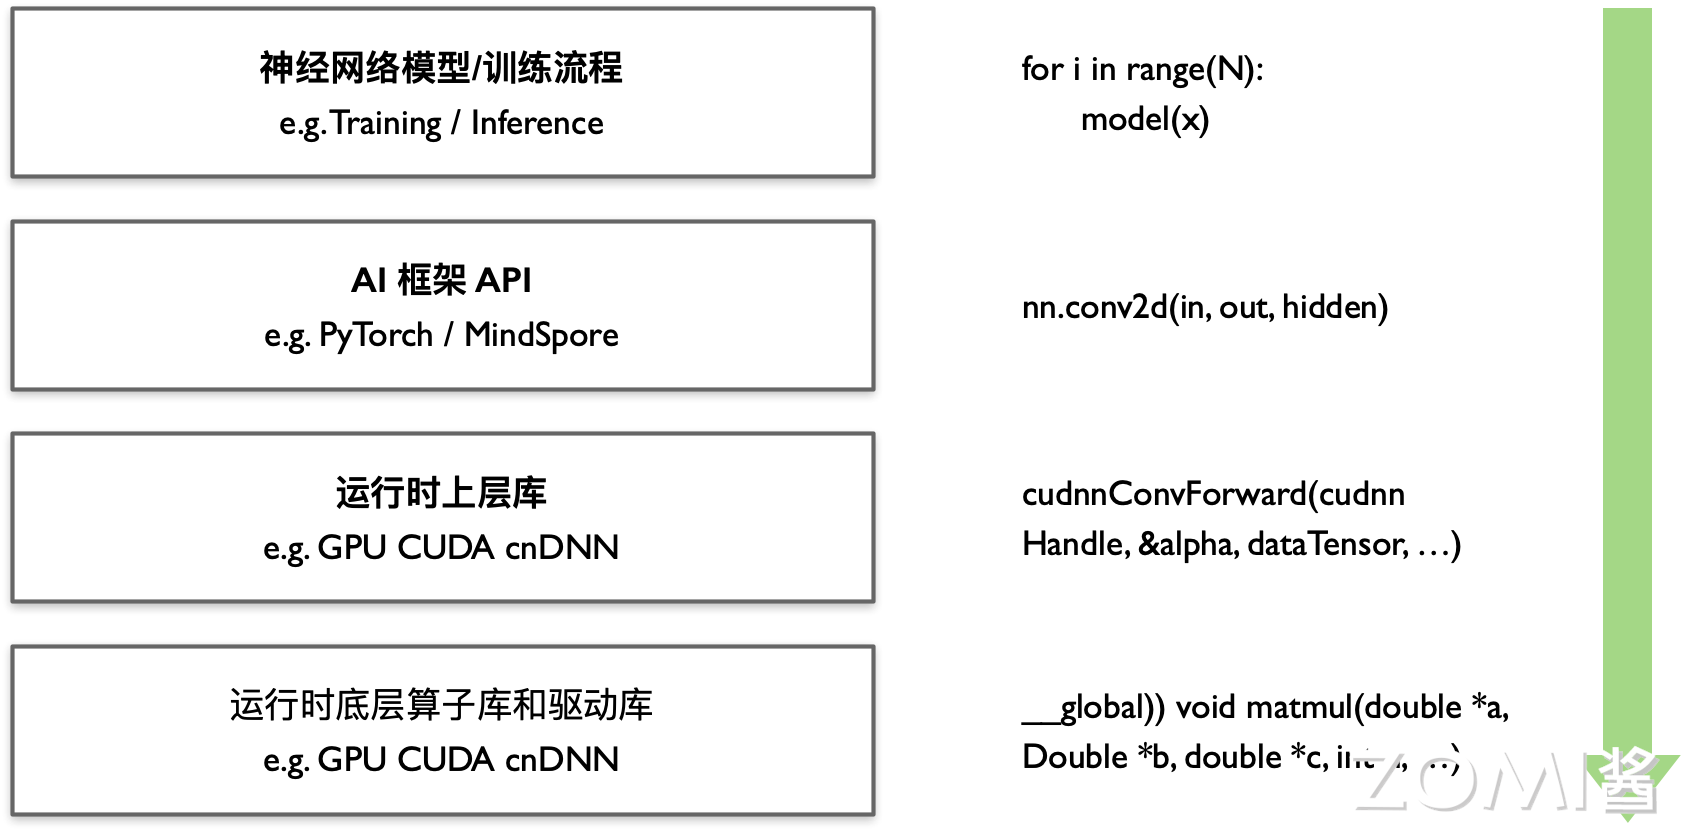 神经网络模型/训练流程
e.g. Training / Inference
for i in range(N):
model(x)
AI 框架 API
e.g. PyTorch / MindSpore
nn.conv2d(in, out, hidden)
运行时上层库
e.g. GPU CUDA cnDNN
cudnnConvForward(cudnn
Handle, &alpha, dataTensor, …)
运行时底层算子库和驱动库
e.g. GPU CUDA cnDNN
__global)) void matmul(double *a,
Double *b, double *c, int , …)
ZOMI酱